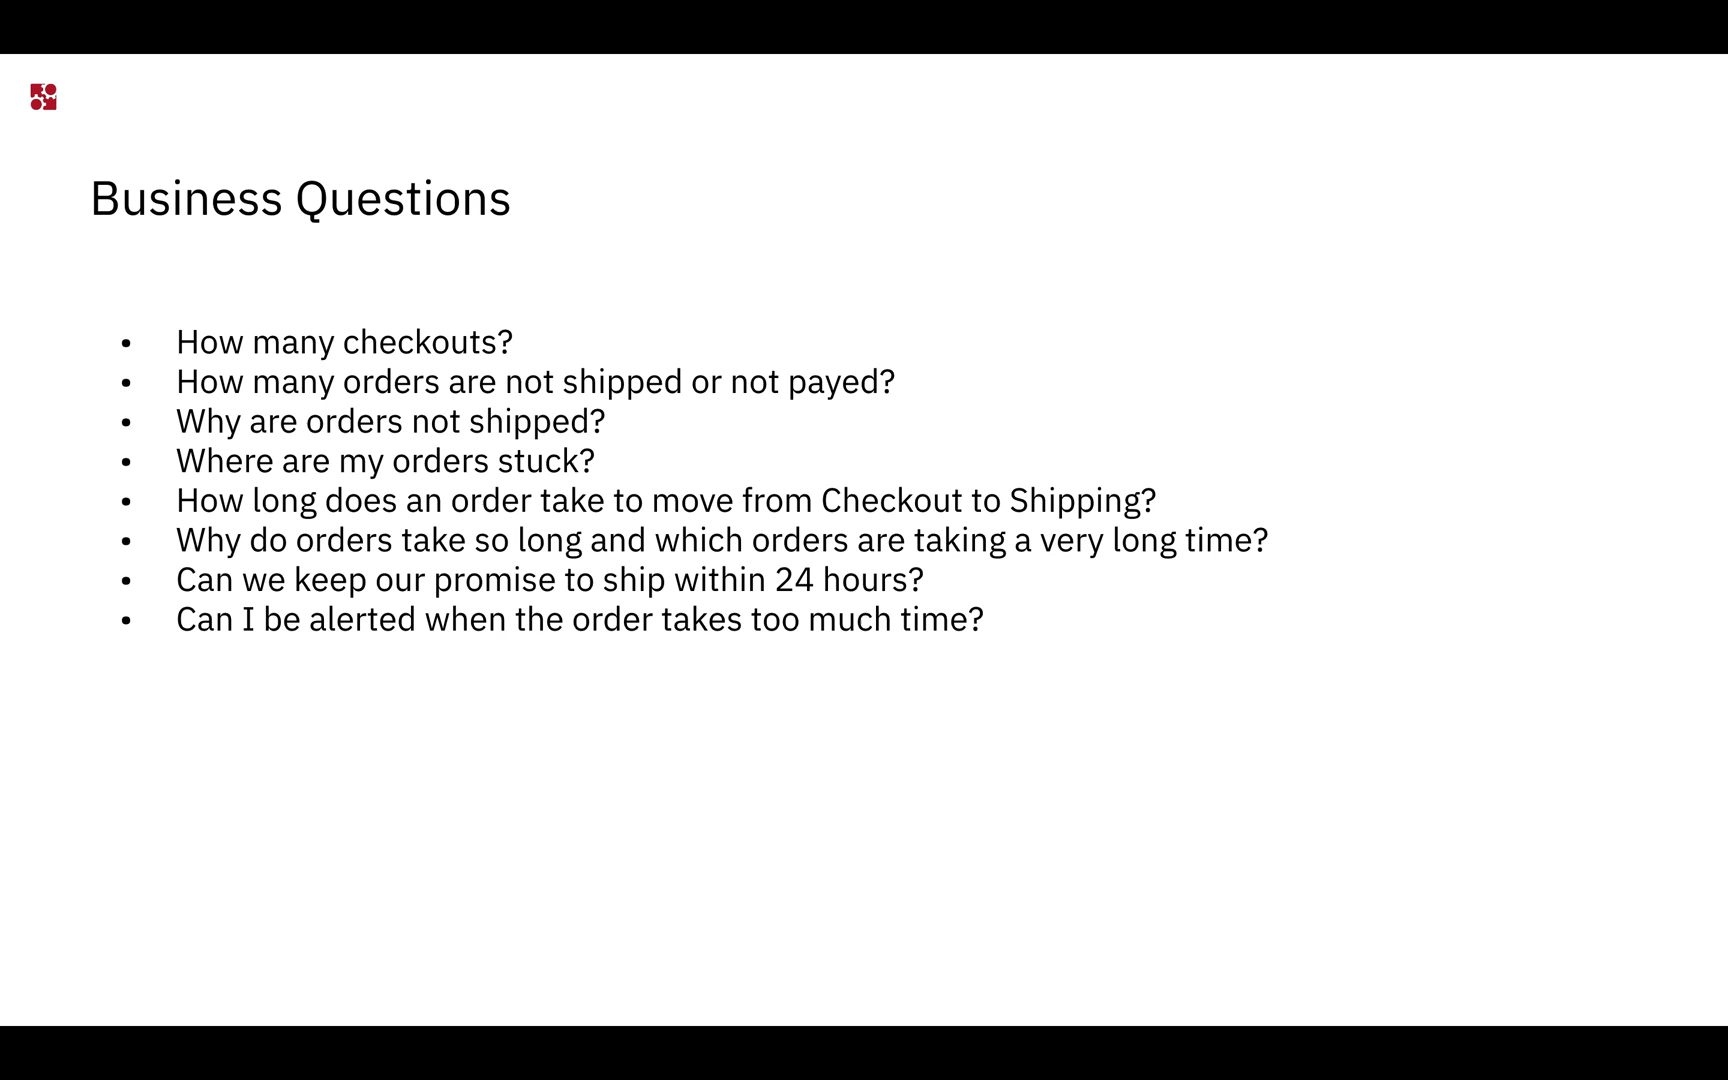 Business Questions
• How many checkouts?
• How many orders are not shipped or not payed?
• Why are orders not shipped?
• Where are my orders stuck?
• How long does an order take to move from Checkout to Shipping?
• Why do orders take so long and which orders are taking a very long time?
• Can we keep our promise to ship within 24 hours?
• Can I be alerted when the order takes too much time?